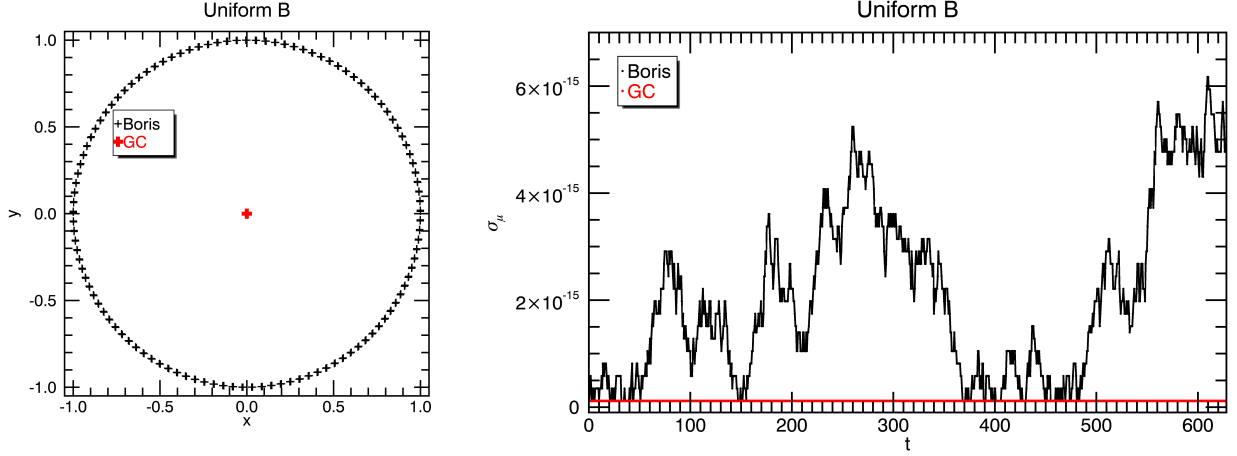 Uniform B
1.0
0.5
0.0
-0.5
-1.0
y
+Boris
+GC
-1.0 -0.5 0.0 0.5 1.0
x
Uniform B
6×10⁻¹⁵
4×10⁻¹⁵
2×10⁻¹⁵
0
σμ
Boris
GC
0 100 200 300 400 500 600
t